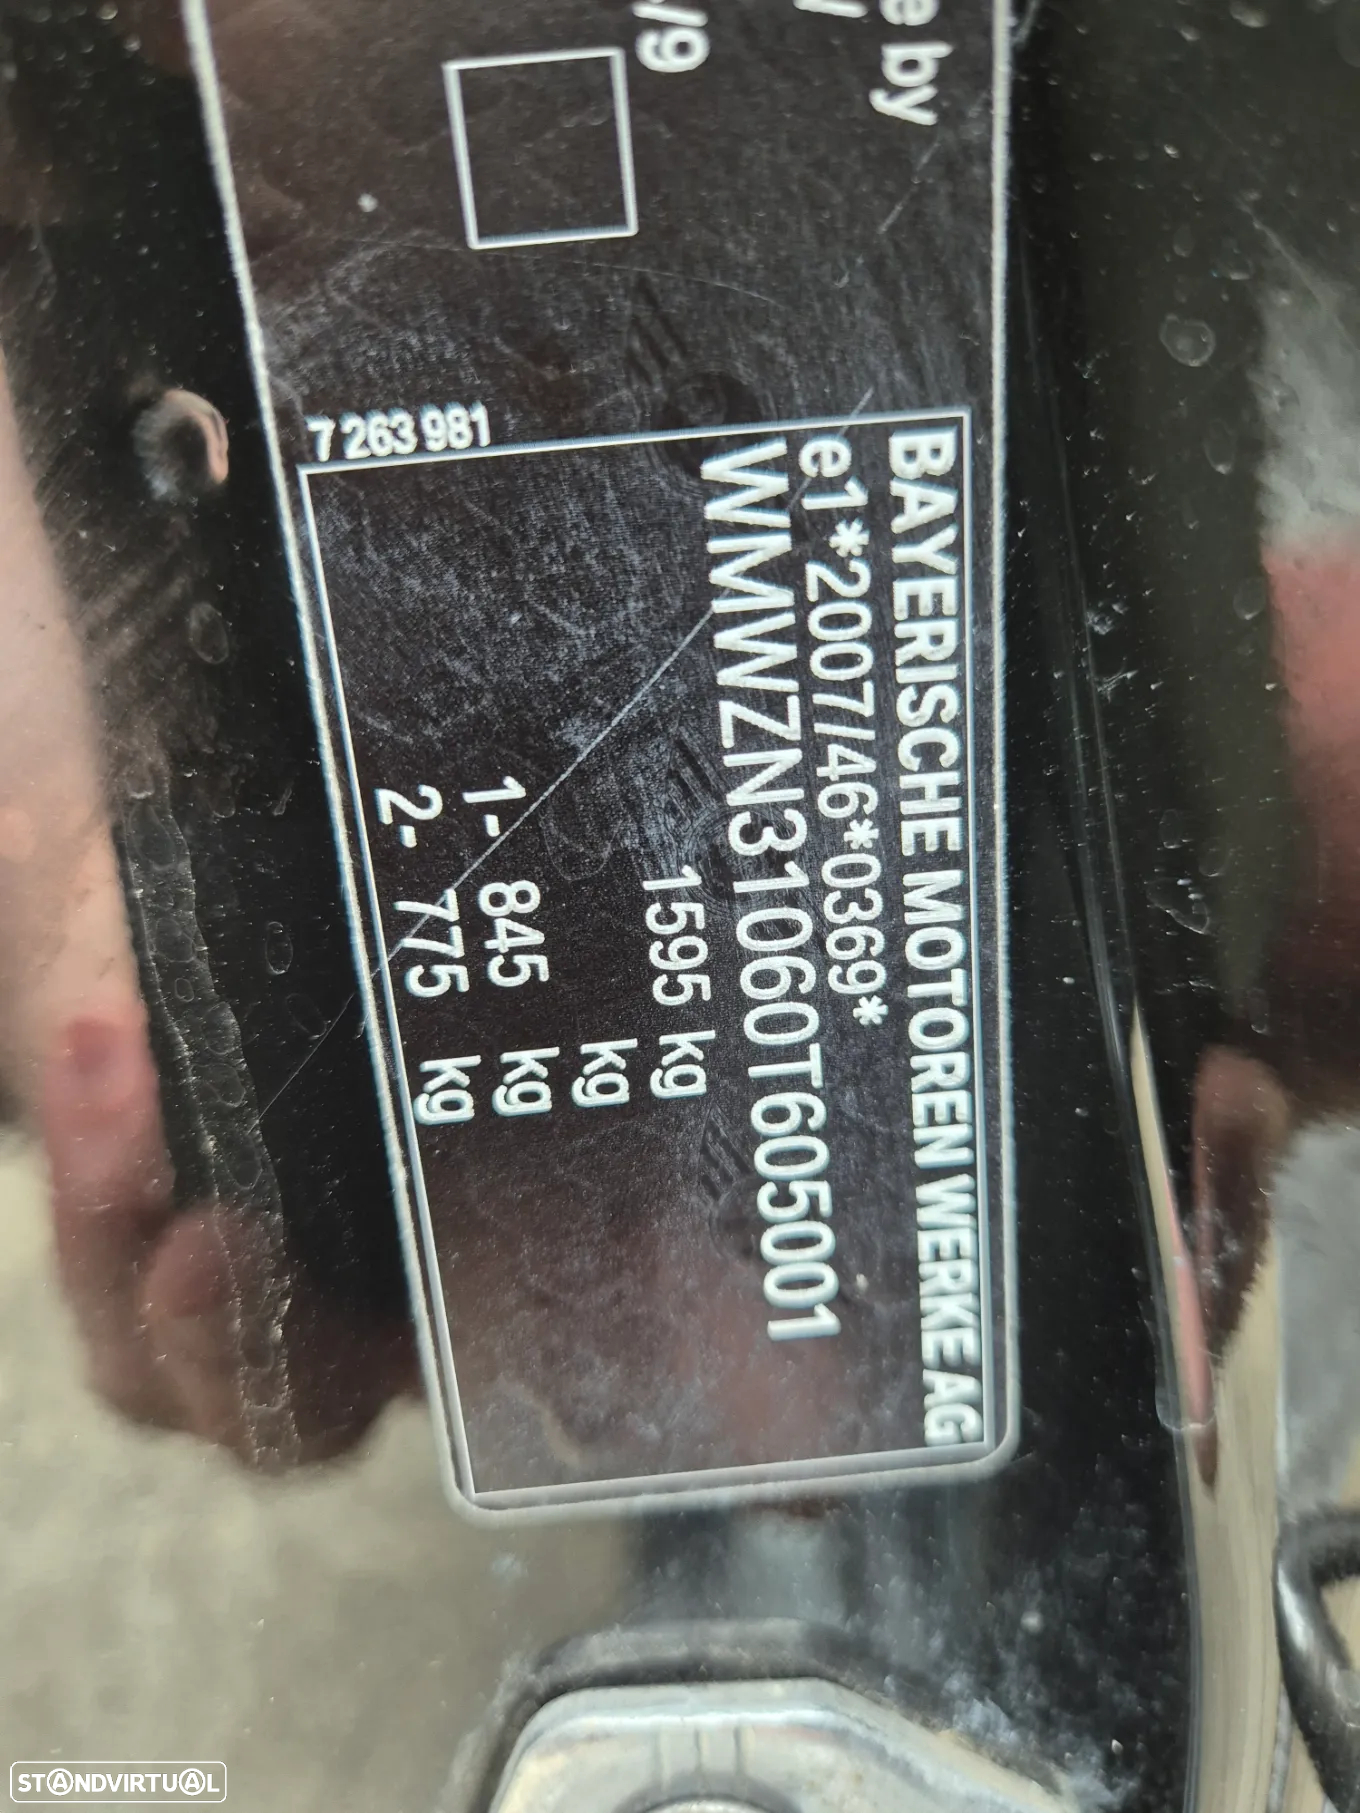 e by
/9
7 263 981
BAYERISCHE MOTOREN WERKE AG
e1*2007/46*0369*
WMWZN31060T605001
1595 kg
kg
1- 845 kg
2- 775 kg
STANDVIRTUAL